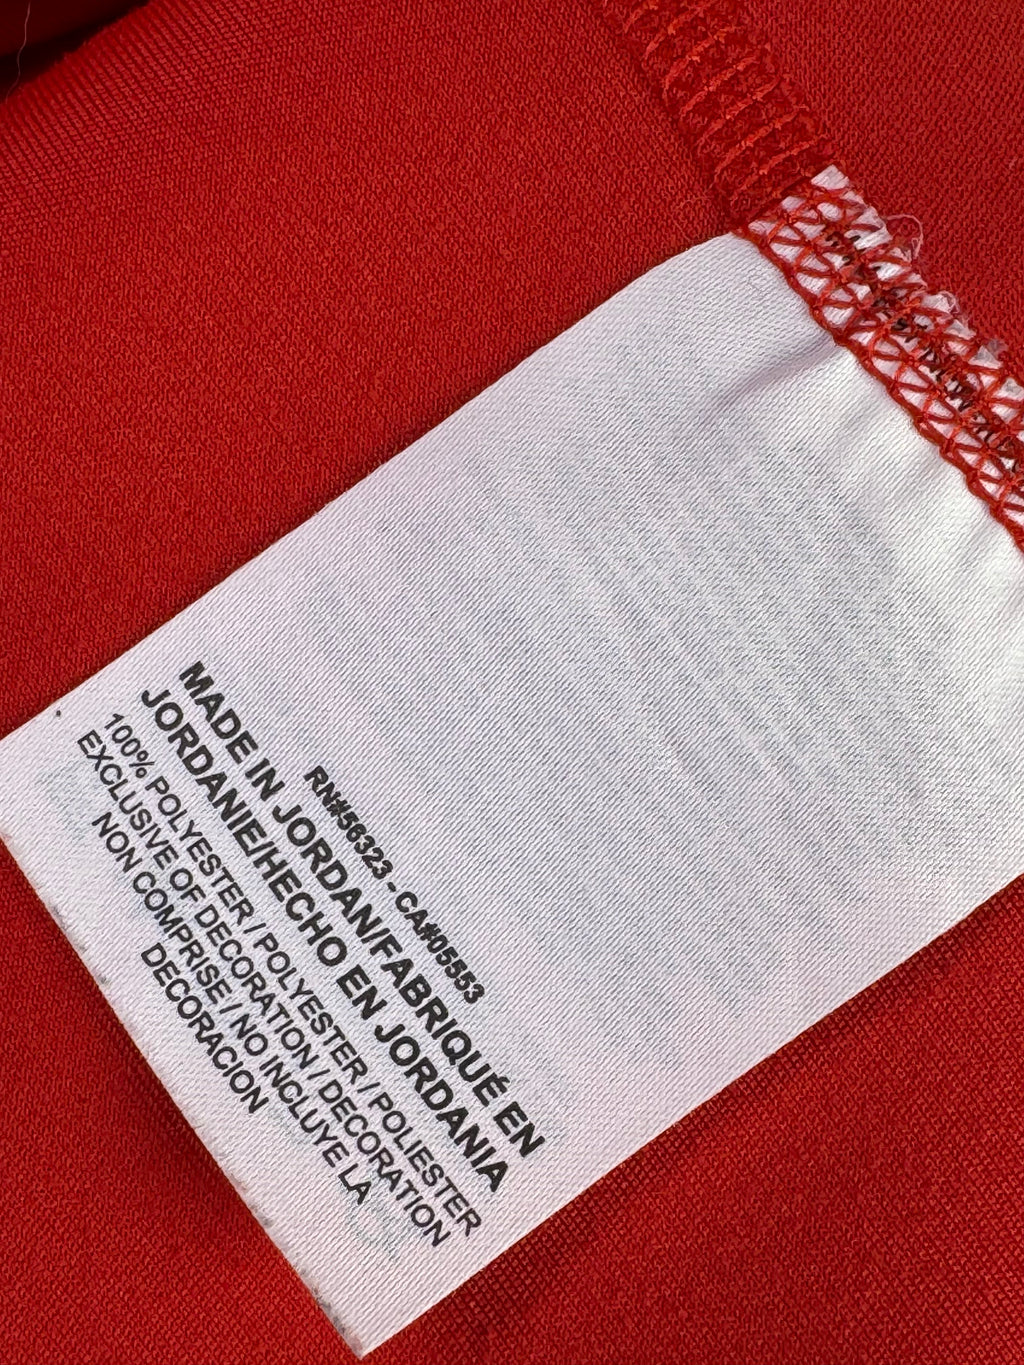 RN#56323 - CA#05553
MADE IN JORDAN/FABRIQUÉ EN
JORDANIE/HECHO EN JORDANIA
100% POLYESTER / POLYESTER / POLIESTER
EXCLUSIVE OF DECORATION / DECORATION
NON COMPRISE / NO INCLUYE LA
DECORACION